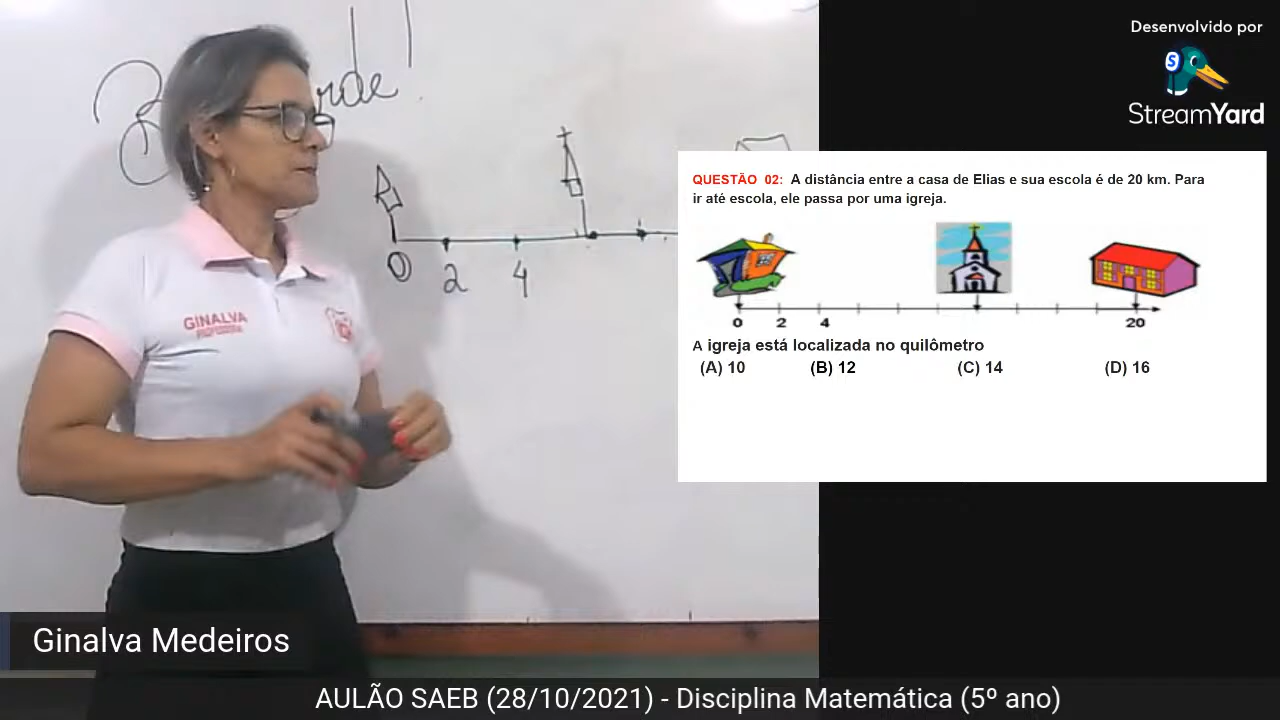 Desenvolvido por
StreamYard
QUESTÃO 02: A distância entre a casa de Elias e sua escola é de 20 km. Para
ir até escola, ele passa por uma igreja.
0 2 4 20
A igreja está localizada no quilômetro
(A) 10 (B) 12 (C) 14 (D) 16
0 2 4
GINALVA
PROFESSORA
Ginalva Medeiros
AULÃO SAEB (28/10/2021) - Disciplina Matemática (5º ano)